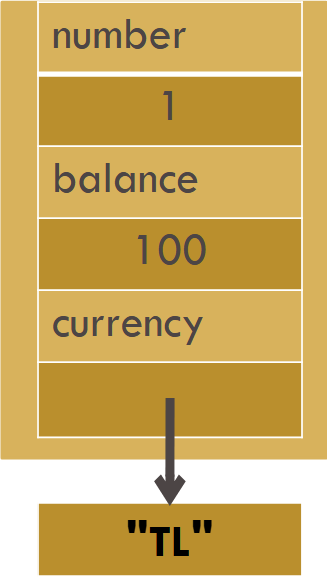 number
1
balance
100
currency
"TL"